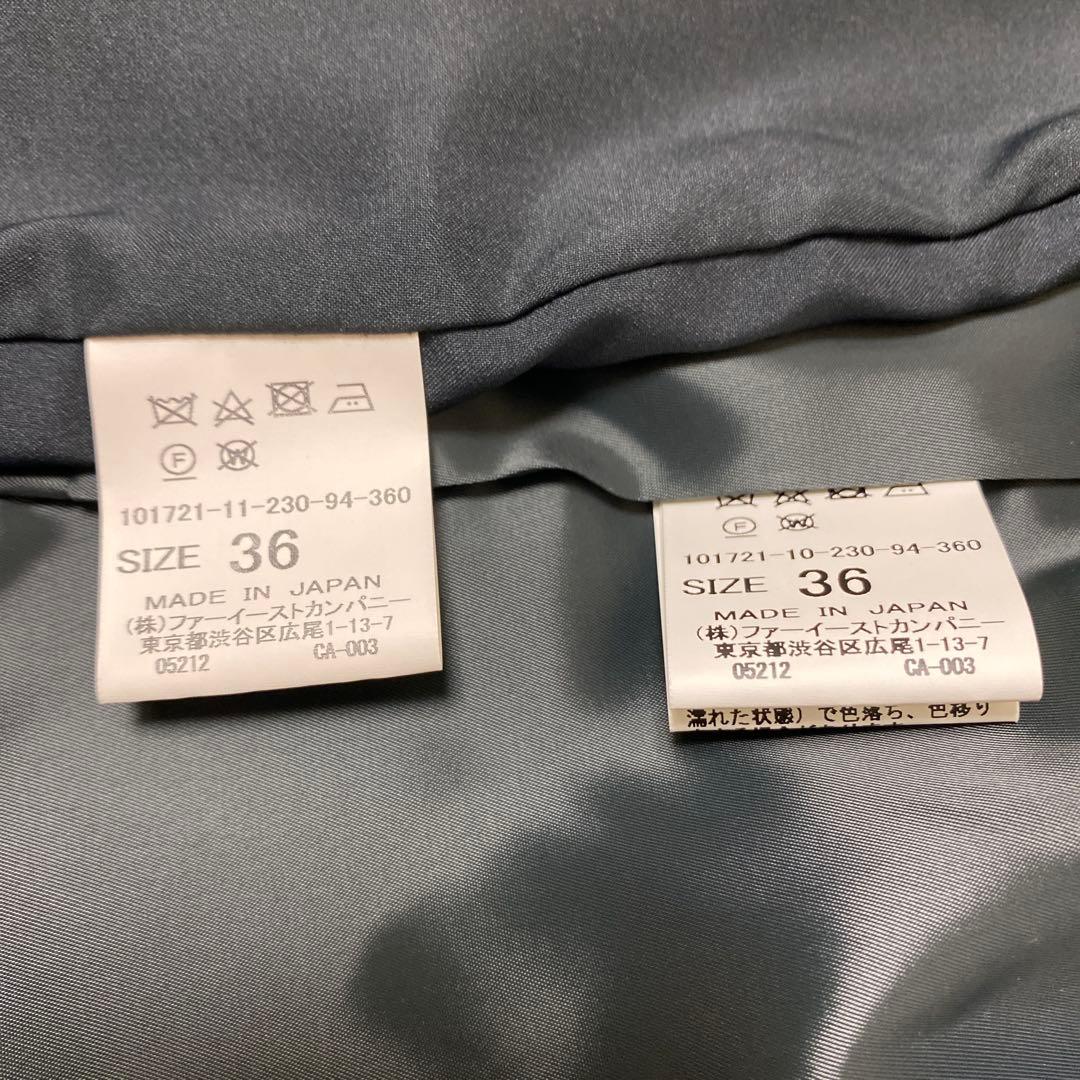 F W
101721-11-230-94-360
SIZE 36
MADE IN JAPAN
(株)ファーイーストカンパニー
東京都渋谷区広尾1-13-7
05212 CA-003
F W
101721-10-230-94-360
SIZE 36
MADE IN JAPAN
(株)ファーイーストカンパニー
東京都渋谷区広尾1-13-7
05212 CA-003
濡れた状態)で色落ち、色移り